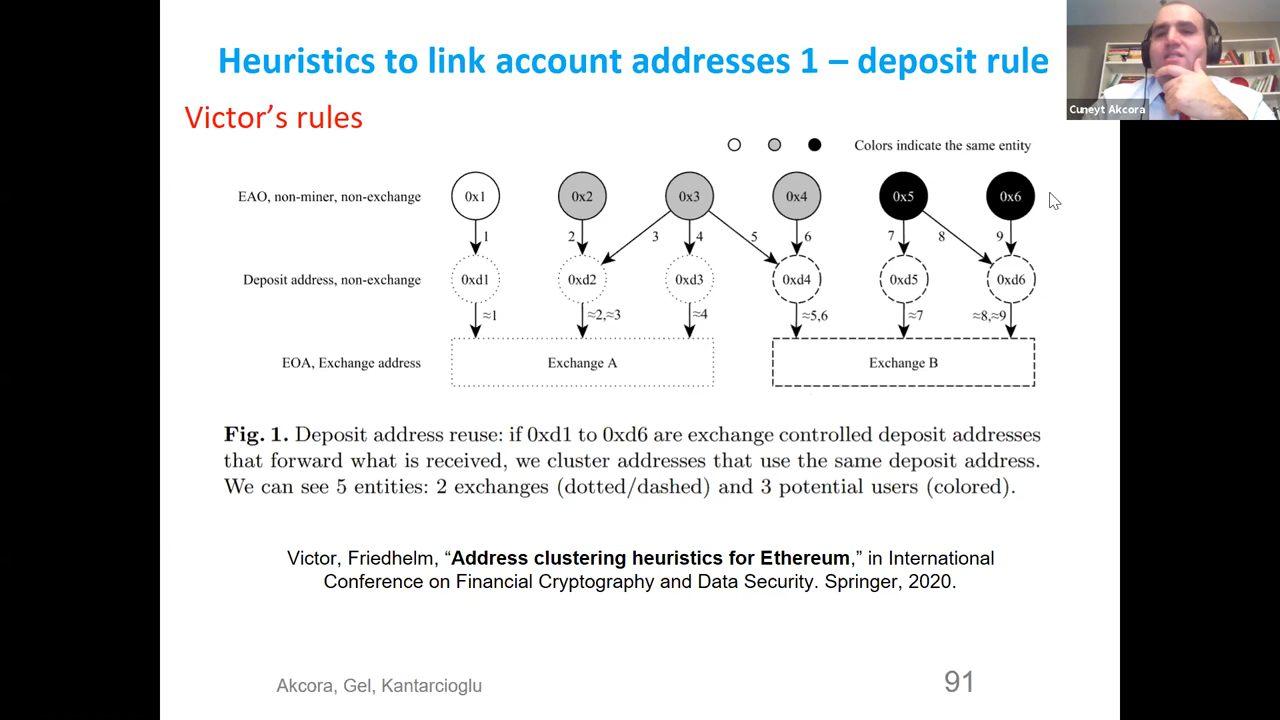 Heuristics to link account addresses 1 – deposit rule
Cuneyt Akcora
Victor’s rules
Colors indicate the same entity
EAO, non-miner, non-exchange
0x1
0x2
0x3
0x4
0x5
0x6
1
2
3
4
5
6
7
8
9
Deposit address, non-exchange
0xd1
0xd2
0xd3
0xd4
0xd5
0xd6
≈1
≈2,≈3
≈4
≈5,6
≈7
≈8,≈9
EOA, Exchange address
Exchange A
Exchange B
Fig. 1. Deposit address reuse: if 0xd1 to 0xd6 are exchange controlled deposit addresses
that forward what is received, we cluster addresses that use the same deposit address.
We can see 5 entities: 2 exchanges (dotted/dashed) and 3 potential users (colored).
Victor, Friedhelm, “Address clustering heuristics for Ethereum,” in International
Conference on Financial Cryptography and Data Security. Springer, 2020.
Akcora, Gel, Kantarcioglu
91